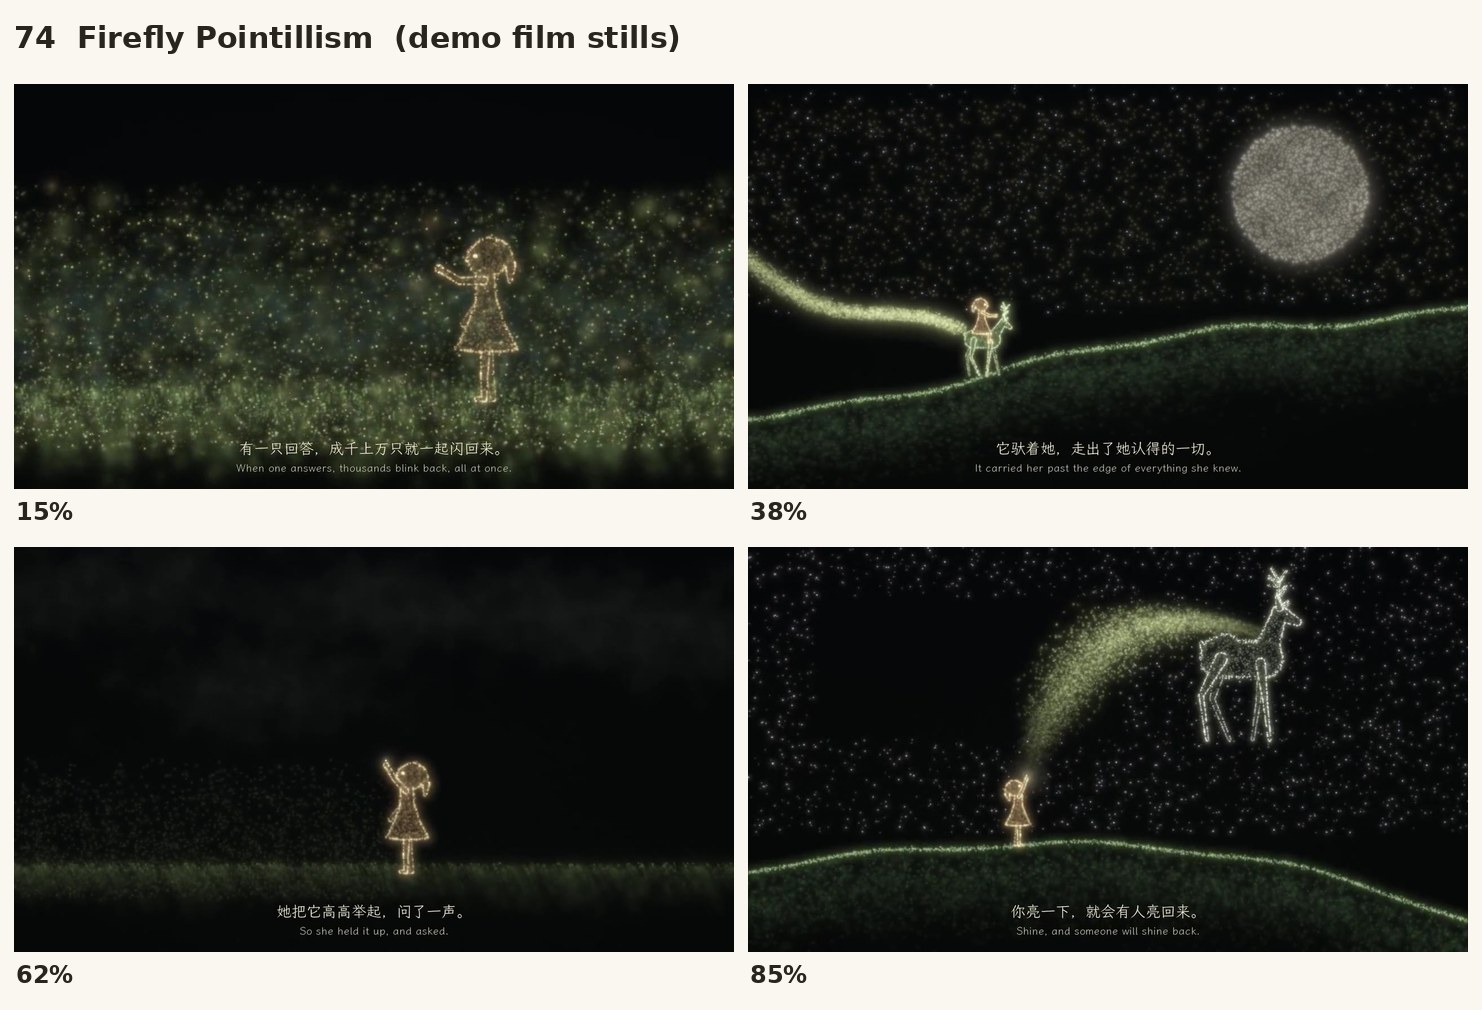 74 Firefly Pointillism (demo film stills)
有一只回答，成千上万只就一起闪回来。
When one answers, thousands blink back, all at once.
15%
它驮着她，走出了她认得的一切。
It carried her past the edge of everything she knew.
38%
她把它高高举起，问了一声。
So she held it up, and asked.
62%
你亮一下，就会有人亮回来。
Shine, and someone will shine back.
85%